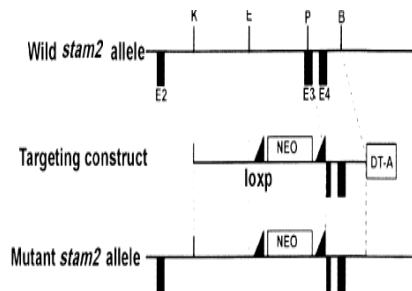 K E P B
Wild stam2 allele
E2 E3 E4
Targeting construct
NEO
DT-A
loxp
NEO
Mutant stam2 allele